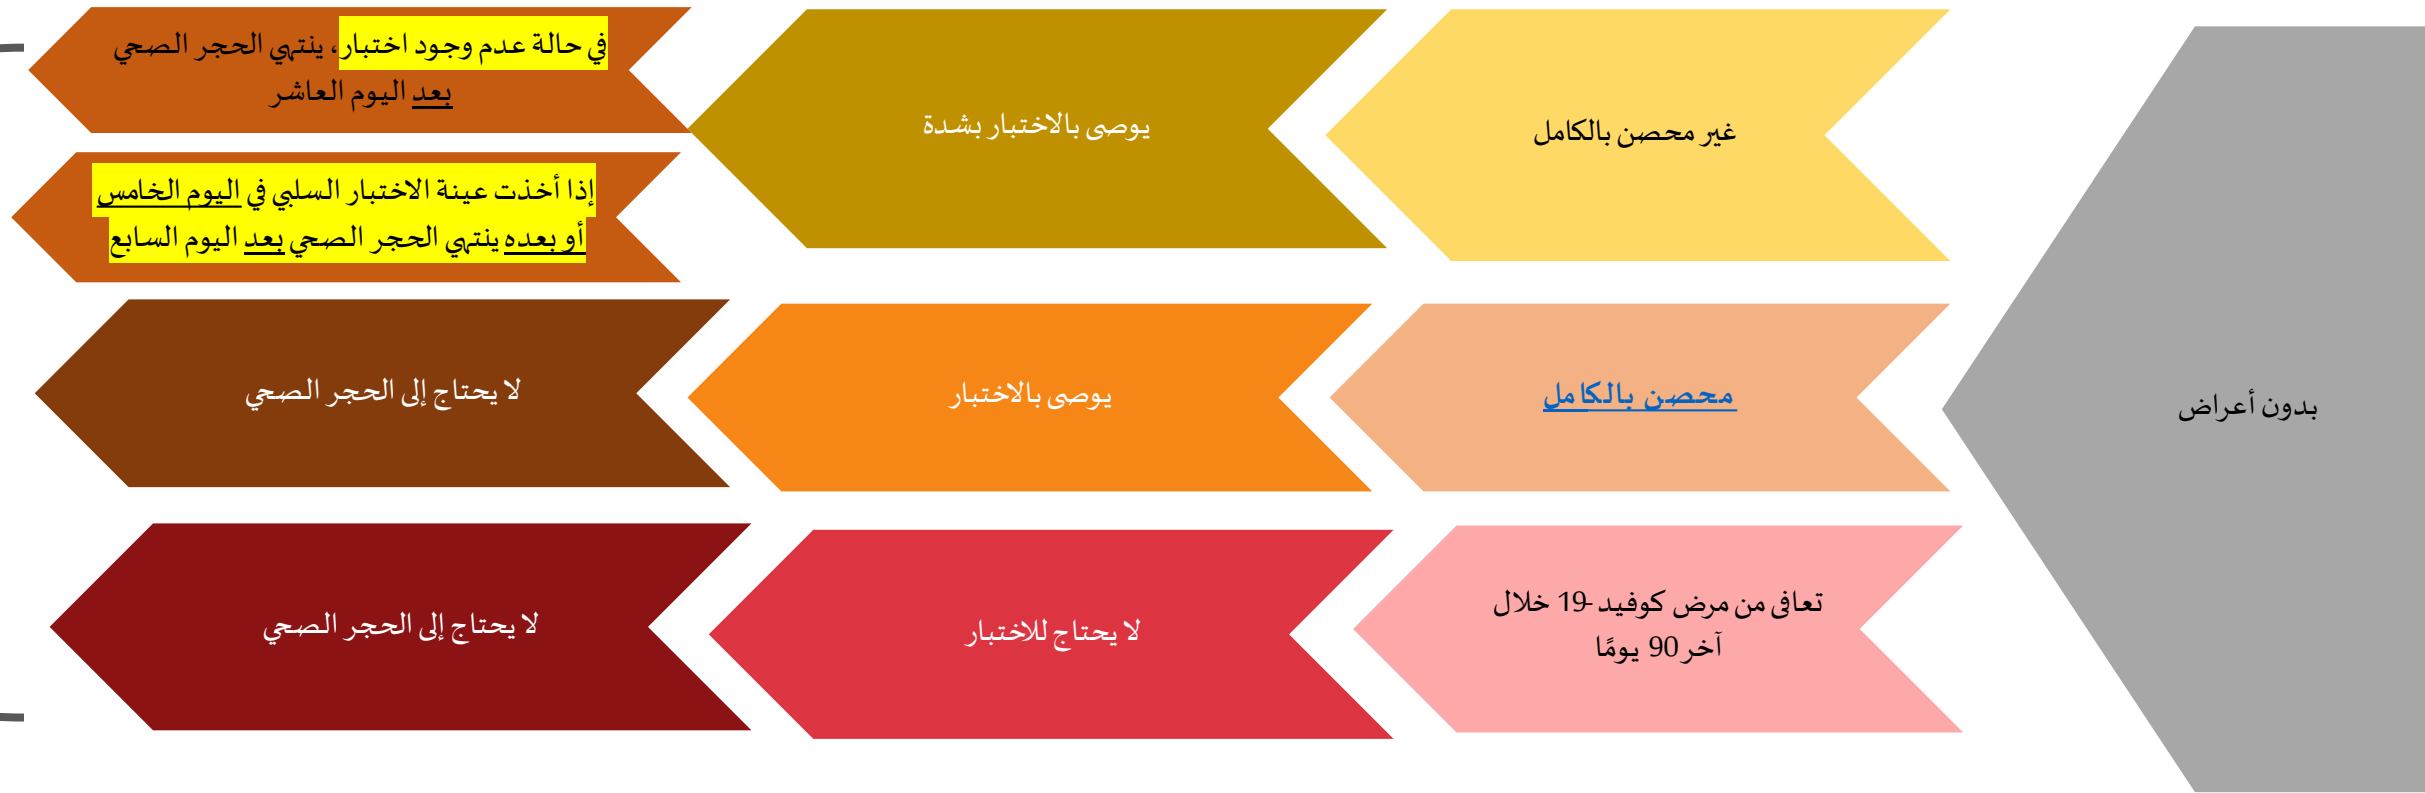 بدون أعراض
غير محصن بالكامل
يوصى بالاختبار بشدة
في حالة عدم وجود اختبار، ينتهي الحجر الصحي
بعد اليوم العاشر
إذا أخذت عينة الاختبار السلبي في اليوم الخامس
أو بعده ينتهي الحجر الصحي بعد اليوم السابع
محصن بالكامل
يوصى بالاختبار
لا يحتاج إلى الحجر الصحي
تعافى من مرض كوفيد-19 خلال
آخر 90 يومًا
لا يحتاج للاختبار
لا يحتاج إلى الحجر الصحي